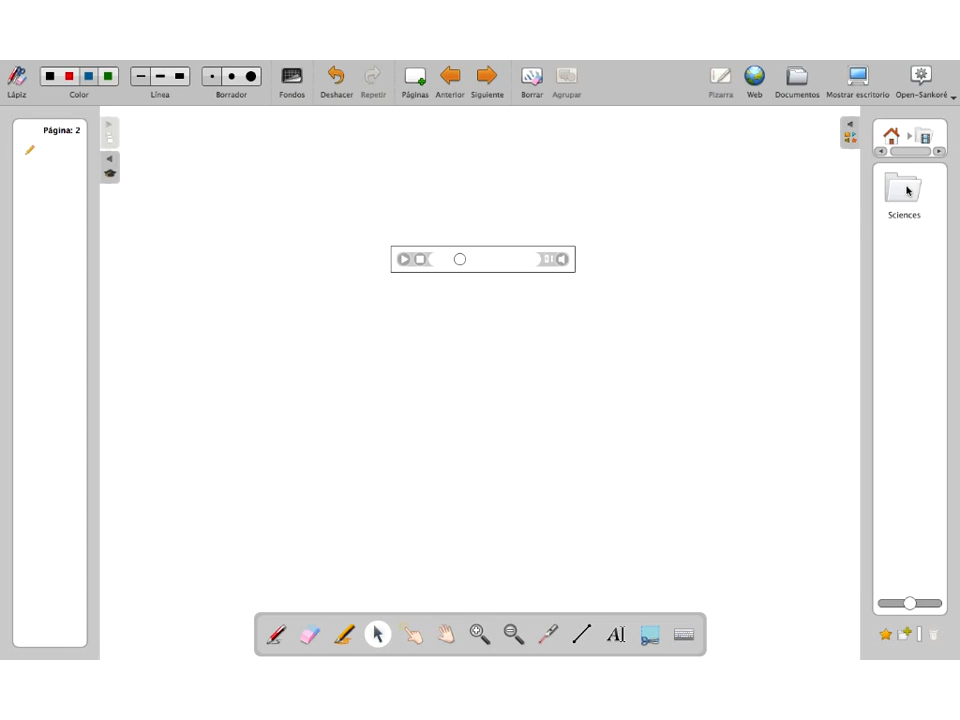 Lápiz
Color
Línea
Borrador
Fondos
Deshacer
Repetir
Páginas
Anterior
Siguiente
Borrar
Agrupar
Pizarra
Web
Documentos
Mostrar escritorio
Open-Sankoré
Página: 2
Sciences